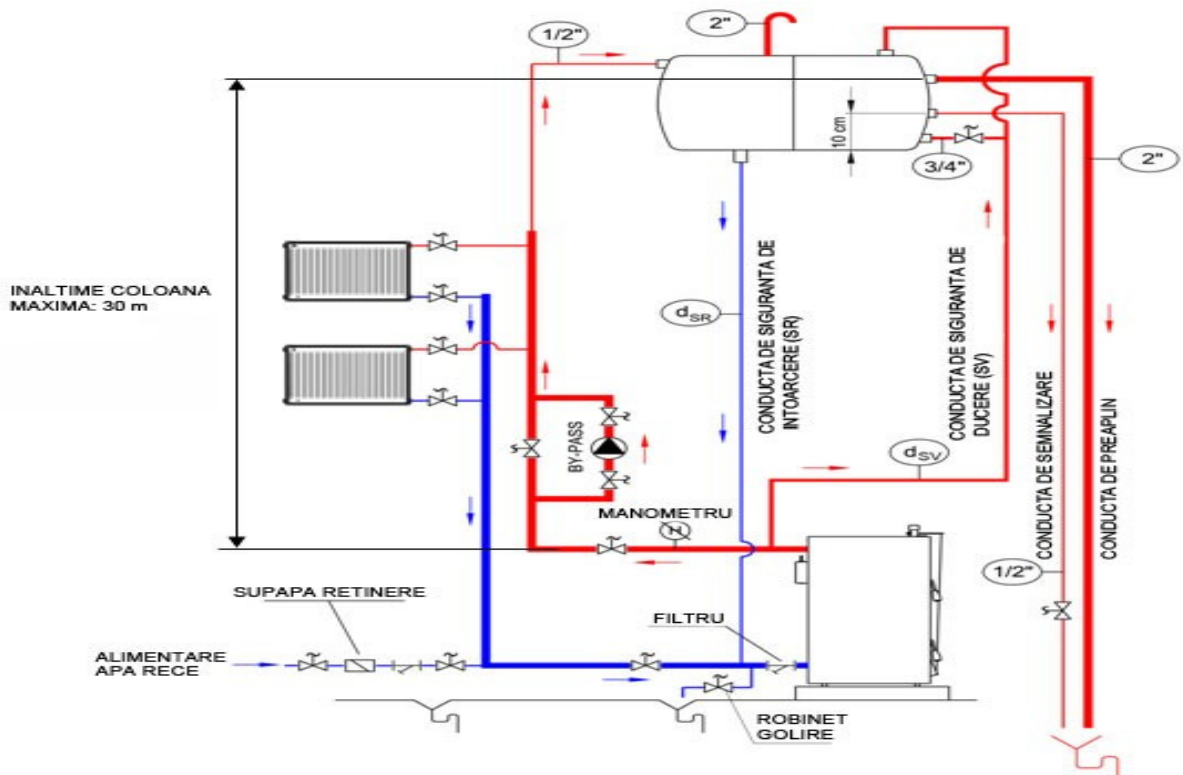 1/2"
2"
10 cm
3/4"
2"
INALTIME COLOANA
MAXIMA: 30 m
dSR
CONDUCTA DE SIGURANTA DE
INTOARCERE (SR)
CONDUCTA DE SIGURANTA DE
DUCERE (SV)
CONDUCTA DE SEMNALIZARE
CONDUCTA DE PREAPLIN
BY-PASS
dSV
MANOMETRU
H
1/2"
SUPAPA RETINERE
FILTRU
ALIMENTARE
APA RECE
ROBINET
GOLIRE